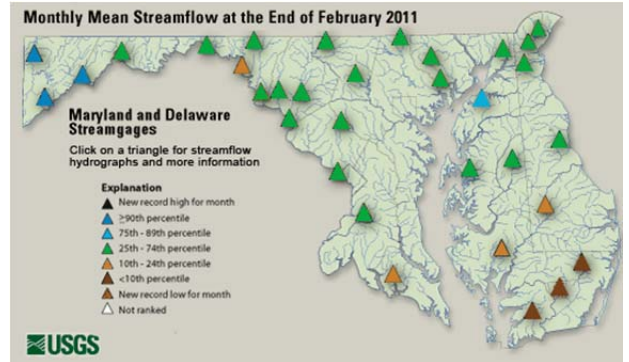 Monthly Mean Streamflow at the End of February 2011
Maryland and Delaware
Streamgages
Click on a triangle for streamflow
hydrographs and more information
Explanation
New record high for month
≥90th percentile
75th - 89th percentile
25th - 74th percentile
10th - 24th percentile
<10th percentile
New record low for month
Not ranked
USGS